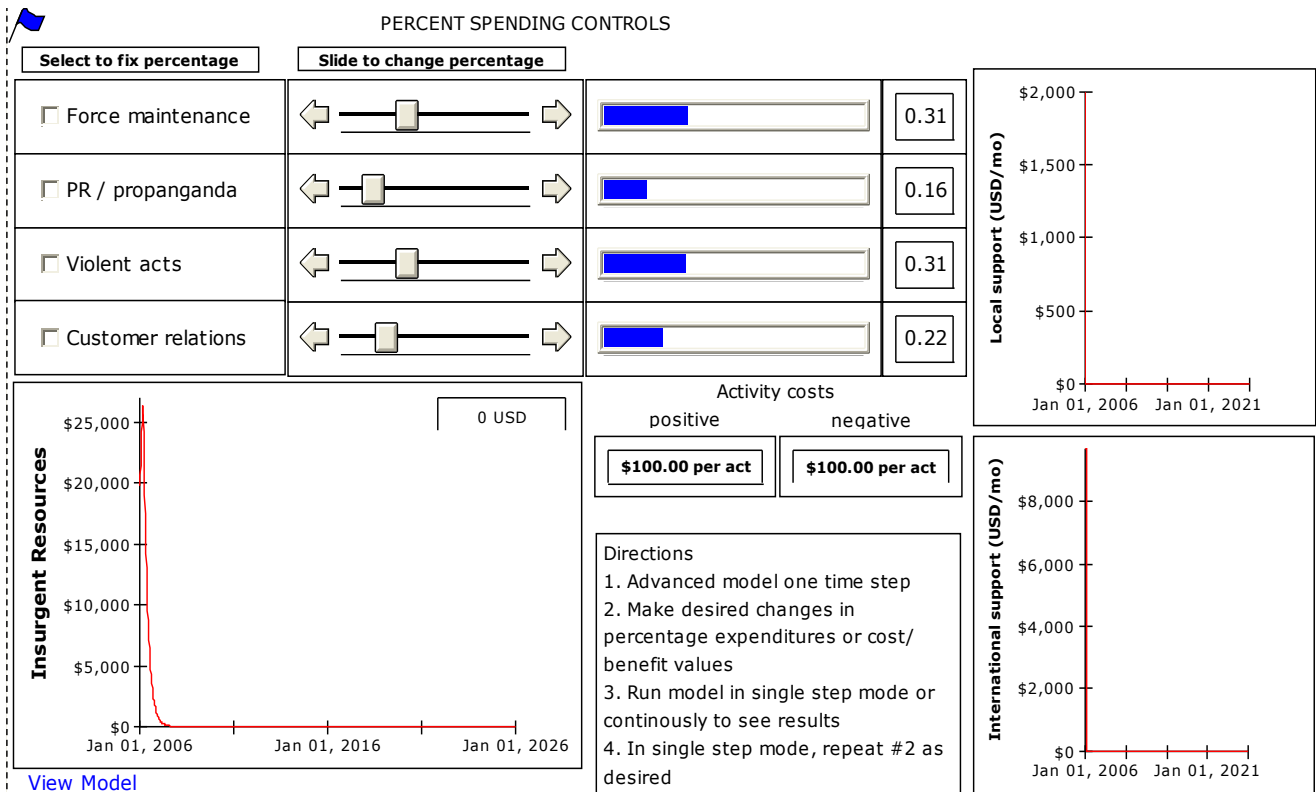 PERCENT SPENDING CONTROLS
Select to fix percentage
Slide to change percentage
Force maintenance
0.31
PR / propanganda
0.16
Violent acts
0.31
Customer relations
0.22
$2,000
$1,500
$1,000
$500
$0
Local support (USD/mo)
Jan 01, 2006
Jan 01, 2021
0 USD
$25,000
$20,000
$15,000
$10,000
$5,000
$0
Insurgent Resources
Jan 01, 2006
Jan 01, 2016
Jan 01, 2026
View Model
Activity costs
positive
negative
$100.00 per act
$100.00 per act
Directions
1. Advanced model one time step
2. Make desired changes in
percentage expenditures or cost/
benefit values
3. Run model in single step mode or
continously to see results
4. In single step mode, repeat #2 as
desired
$8,000
$6,000
$4,000
$2,000
$0
International support (USD/mo)
Jan 01, 2006
Jan 01, 2021